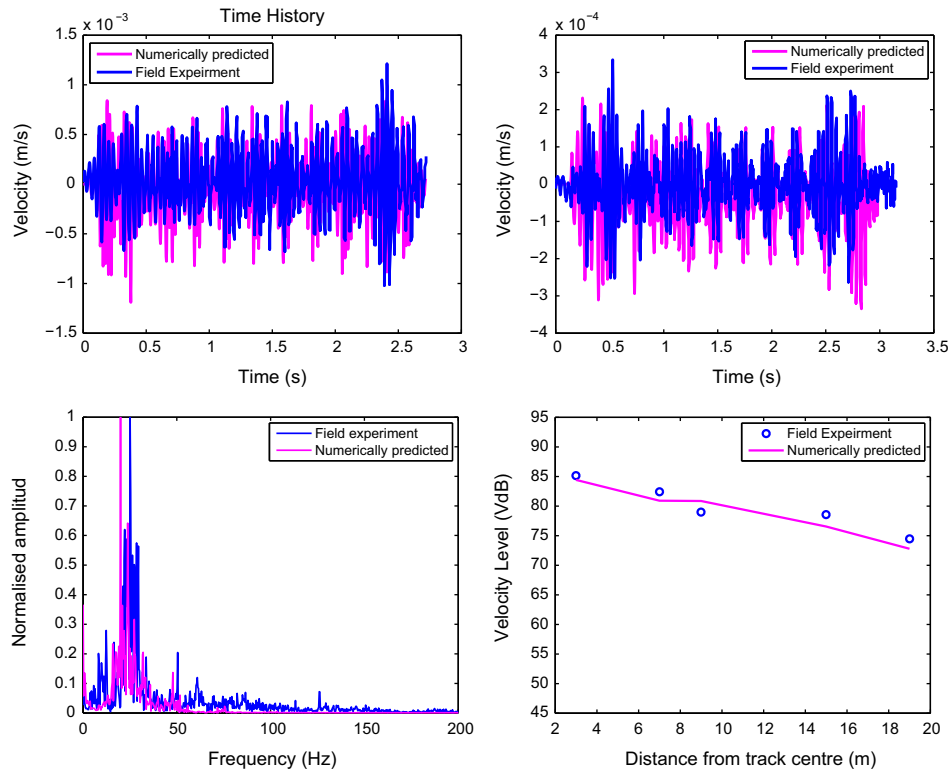 Time History
x 10⁻³
1.5
1
0.5
0
−0.5
−1
−1.5
Velocity (m/s)
Numerically predicted
Field Expeirment
0 0.5 1 1.5 2 2.5 3
Time (s)
x 10⁻⁴
4
3
2
1
0
−1
−2
−3
−4
Velocity (m/s)
Numerically predicted
Field experiment
0 0.5 1 1.5 2 2.5 3 3.5
Time (s)
1
0.9
0.8
0.7
0.6
0.5
0.4
0.3
0.2
0.1
0
Normalised amplitud
Field experiment
Numerically predicted
0 50 100 150 200
Frequency (Hz)
95
90
85
80
75
70
65
60
55
50
45
Velocity Level (VdB)
Field Expeirment
Numerically predicted
2 4 6 8 10 12 14 16 18 20
Distance from track centre (m)